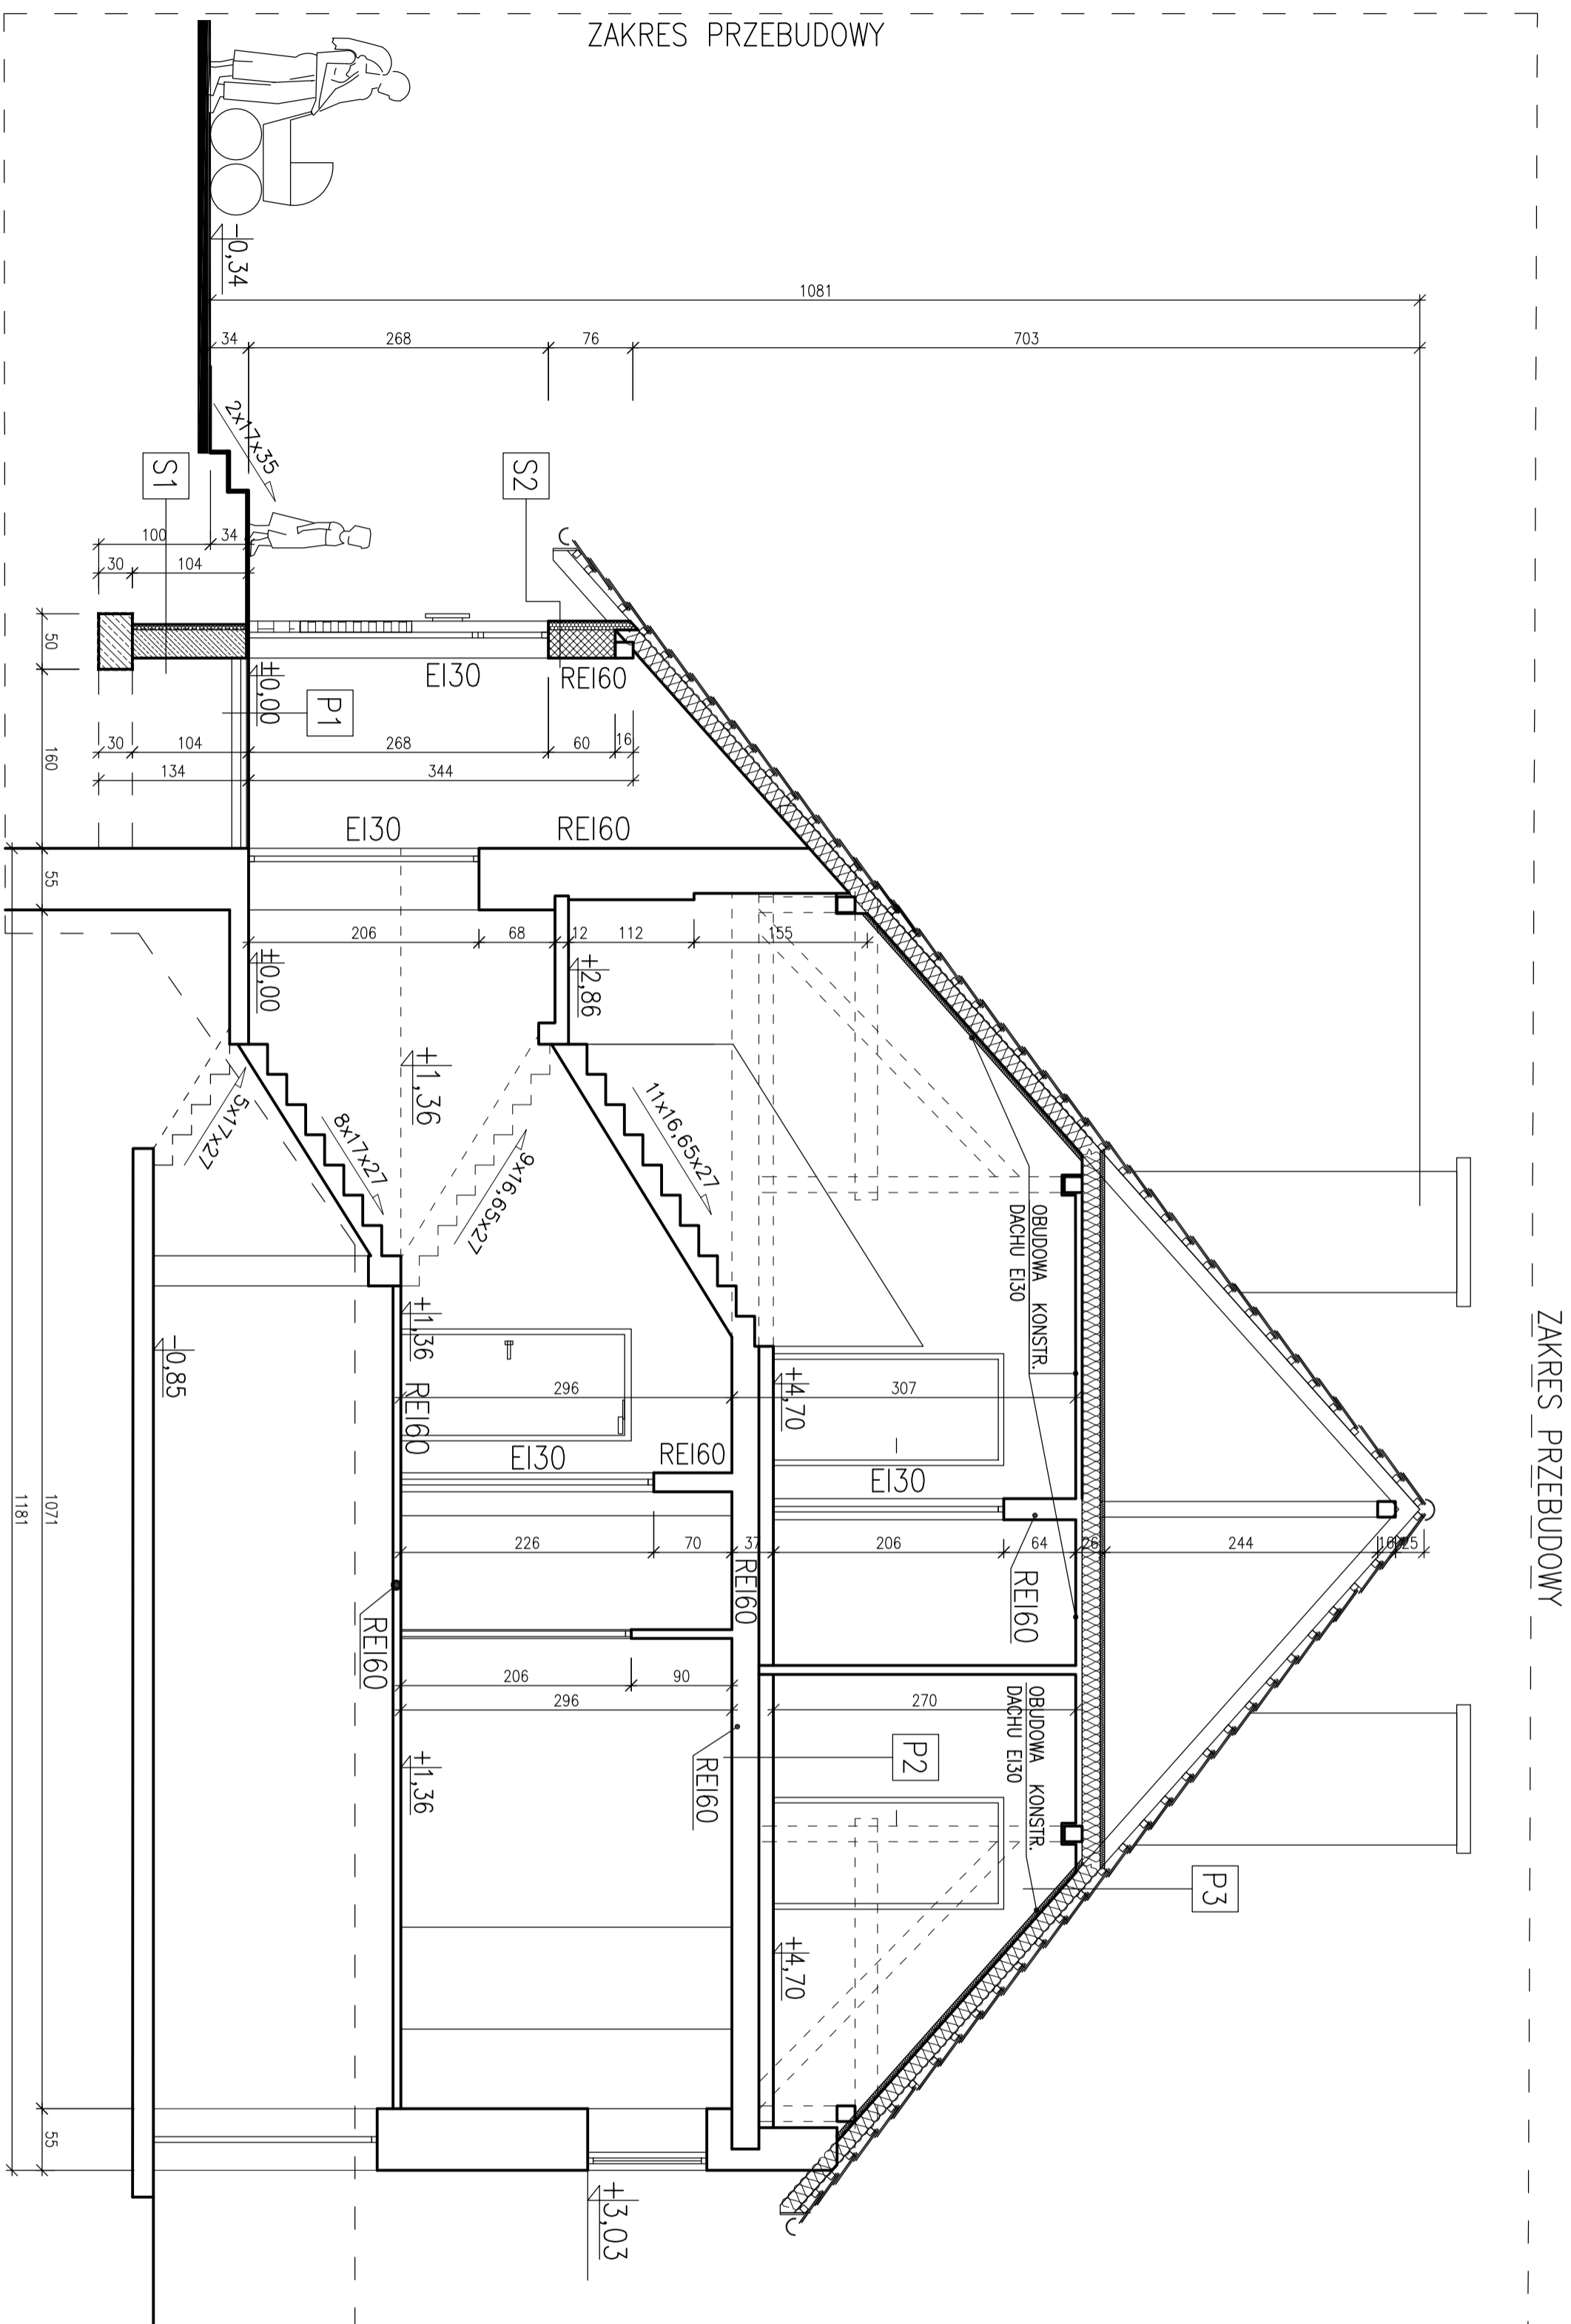 ZAKRES PRZEBUDOWY
ZAKRES PRZEBUDOWY
-0,34
1081
34
268
76
703
2x17x35
S1
S2
100
34
30
104
50
160
55
1071
55
1181
±0,00
P1
EI30
REI60
30
104
268
60
16
134
344
EI30
REI60
206
68
12
112
155
±0,00
+2,86
+1,36
5x17x27
8x17x27
9x16,65x27
11x16,65x27
OBUDOWA KONSTR.
DACHU EI30
-0,85
+1,36
REI60
296
+4,70
307
EI30
REI60
EI30
226
70
37
206
64
26
244
16
25
REI60
REI60
REI60
206
90
296
270
OBUDOWA KONSTR.
DACHU EI30
P2
REI60
+1,36
P3
+4,70
+3,03